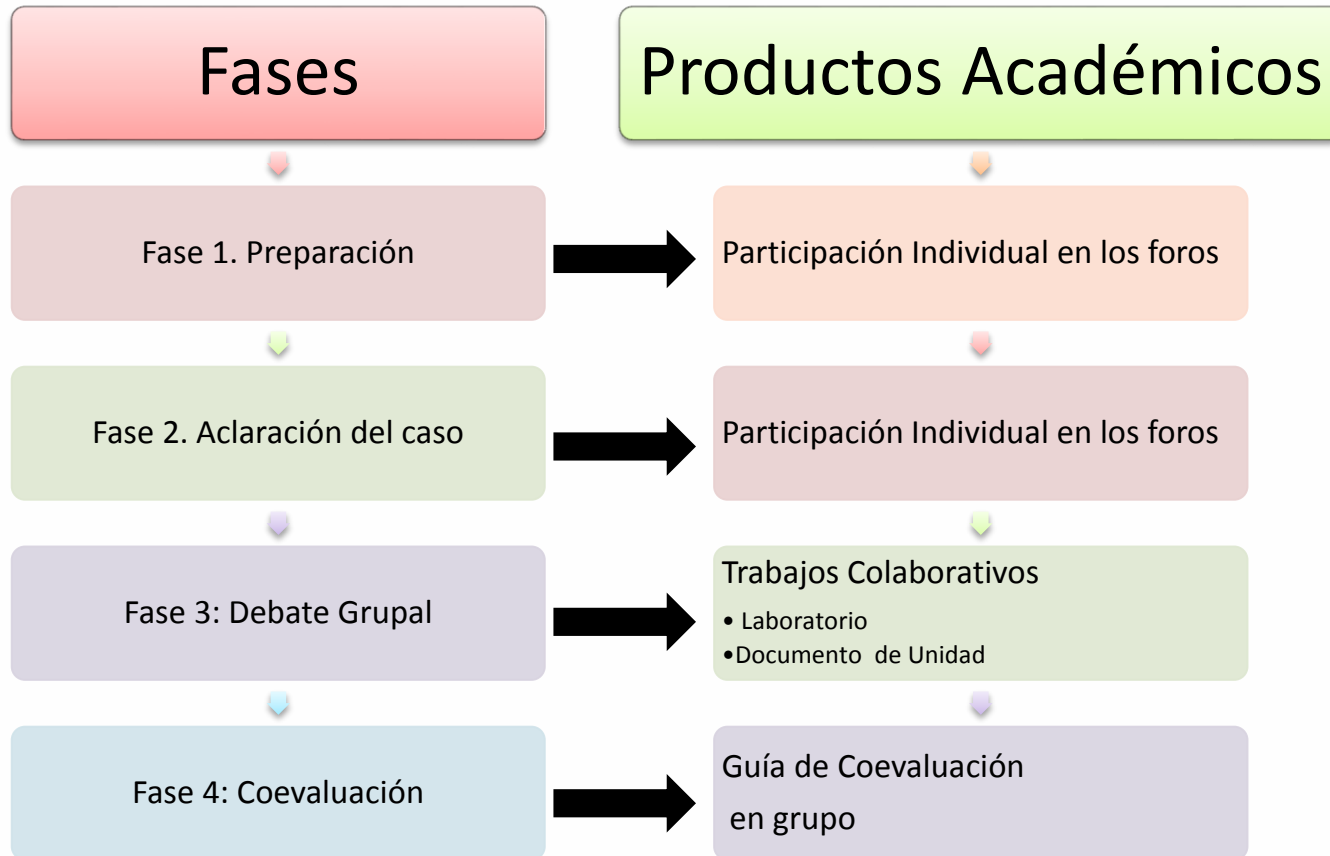 Fases
Productos Académicos
Fase 1. Preparación
Participación Individual en los foros
Fase 2. Aclaración del caso
Participación Individual en los foros
Fase 3: Debate Grupal
Trabajos Colaborativos
• Laboratorio
•Documento de Unidad
Fase 4: Coevaluación
Guía de Coevaluación
en grupo